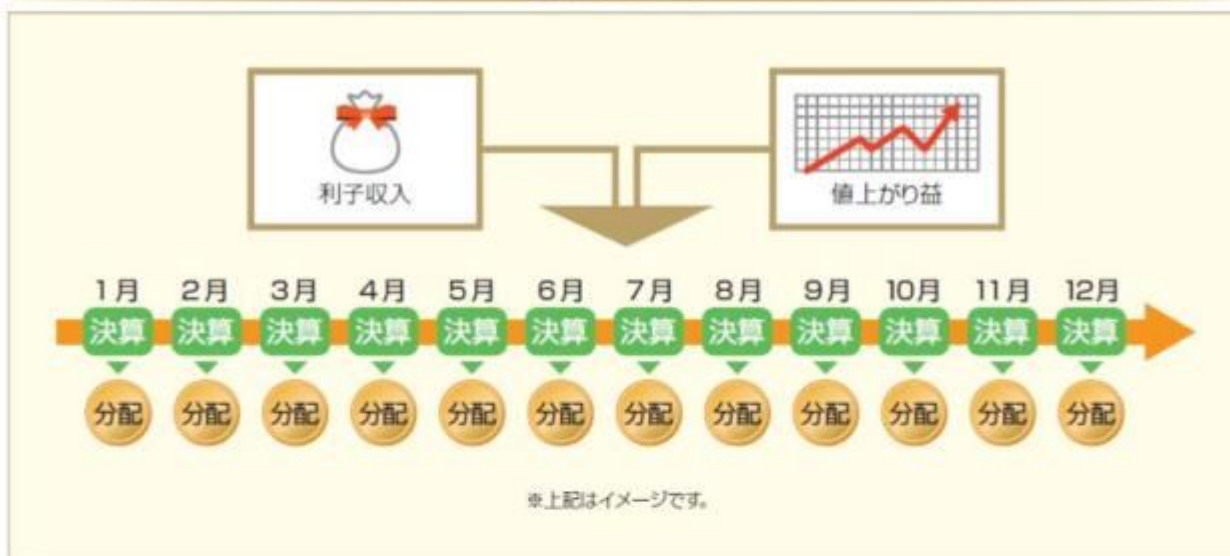 利子収入
値上がり益
1月 2月 3月 4月 5月 6月 7月 8月 9月 10月 11月 12月
決算 決算 決算 決算 決算 決算 決算 決算 決算 決算 決算 決算
分配 分配 分配 分配 分配 分配 分配 分配 分配 分配 分配 分配
※上記はイメージです。